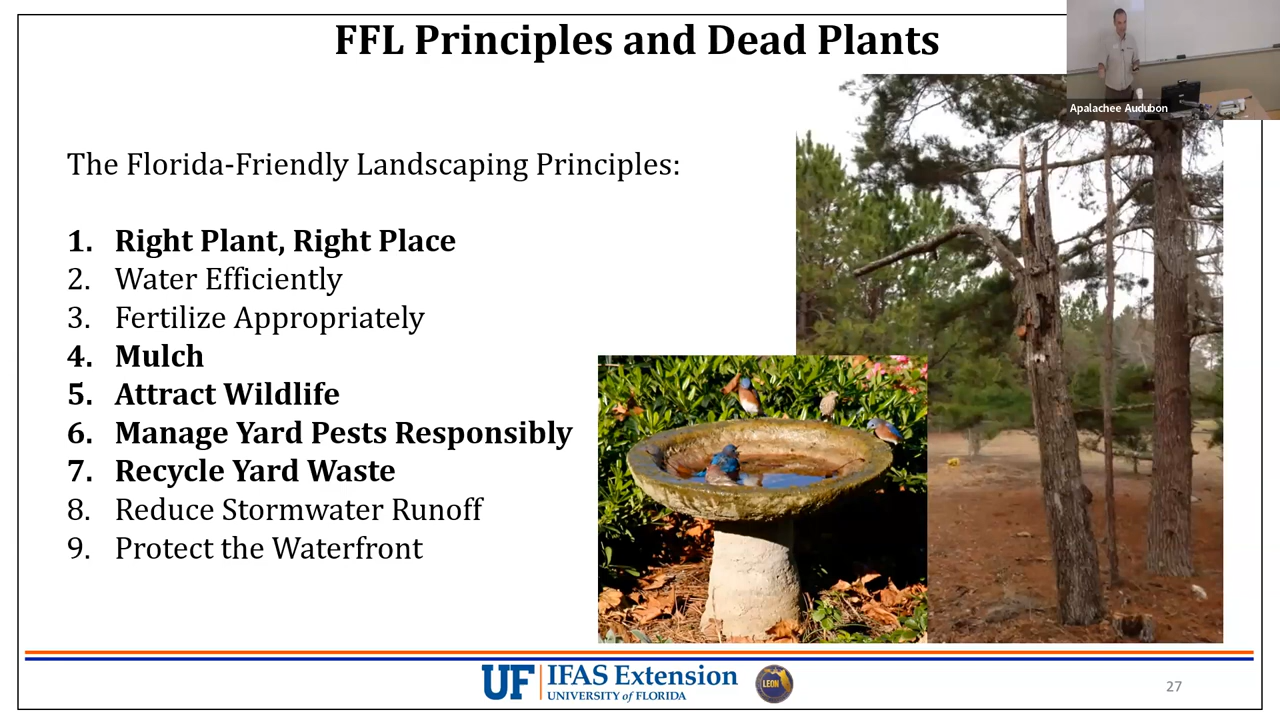 FFL Principles and Dead Plants
Apalachee Audubon
The Florida-Friendly Landscaping Principles:
1. Right Plant, Right Place
2. Water Efficiently
3. Fertilize Appropriately
4. Mulch
5. Attract Wildlife
6. Manage Yard Pests Responsibly
7. Recycle Yard Waste
8. Reduce Stormwater Runoff
9. Protect the Waterfront
UF IFAS Extension
UNIVERSITY of FLORIDA
LEON
27